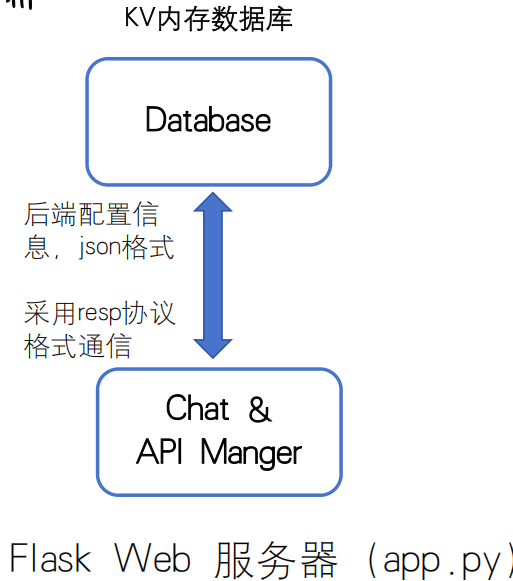 KV内存数据库
Database
后端配置信
息，json格式
采用resp协议
格式通信
Chat &
API Manger
Flask Web 服务器（app.py）